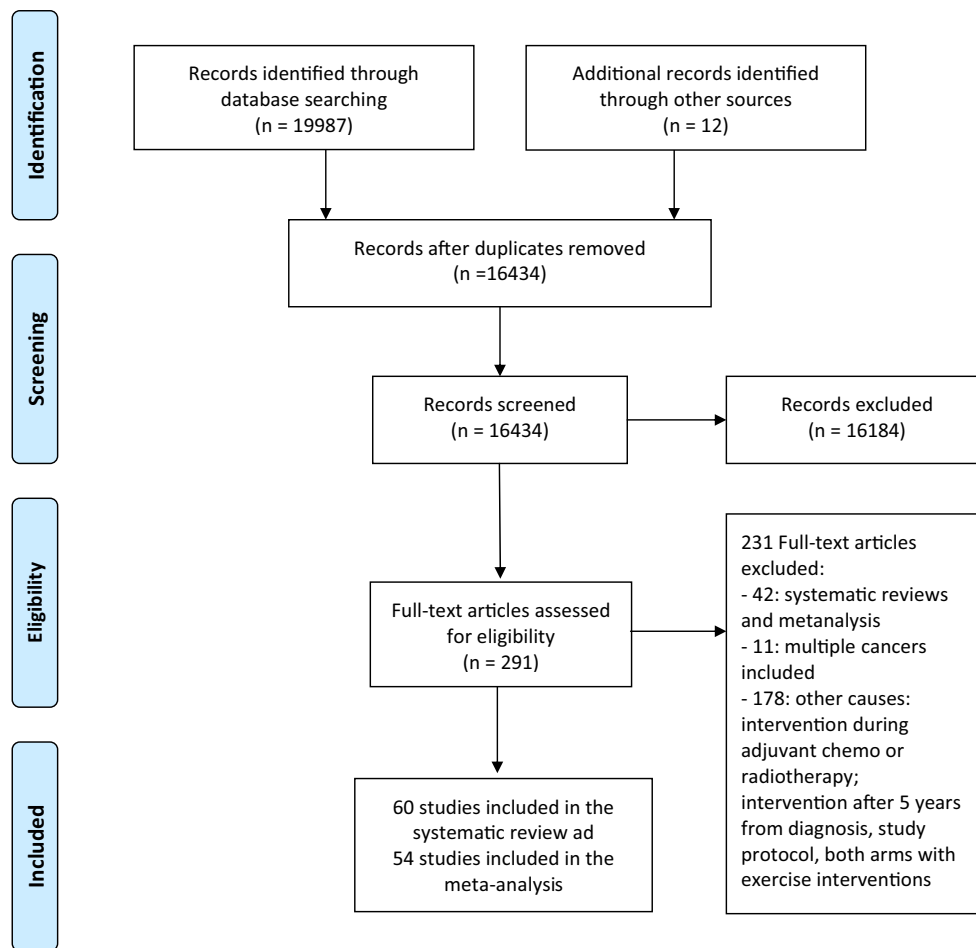 Identification
Records identified through
database searching
(n = 19987)
Additional records identified
through other sources
(n = 12)
Records after duplicates removed
(n =16434)
Screening
Records screened
(n = 16434)
Records excluded
(n = 16184)
Eligibility
Full-text articles assessed
for eligibility
(n = 291)
231 Full-text articles
excluded:
- 42: systematic reviews
and metanalysis
- 11: multiple cancers
included
- 178: other causes:
intervention during
adjuvant chemo or
radiotherapy;
intervention after 5 years
from diagnosis, study
protocol, both arms with
exercise interventions
Included
60 studies included in the
systematic review ad
54 studies included in the
meta-analysis